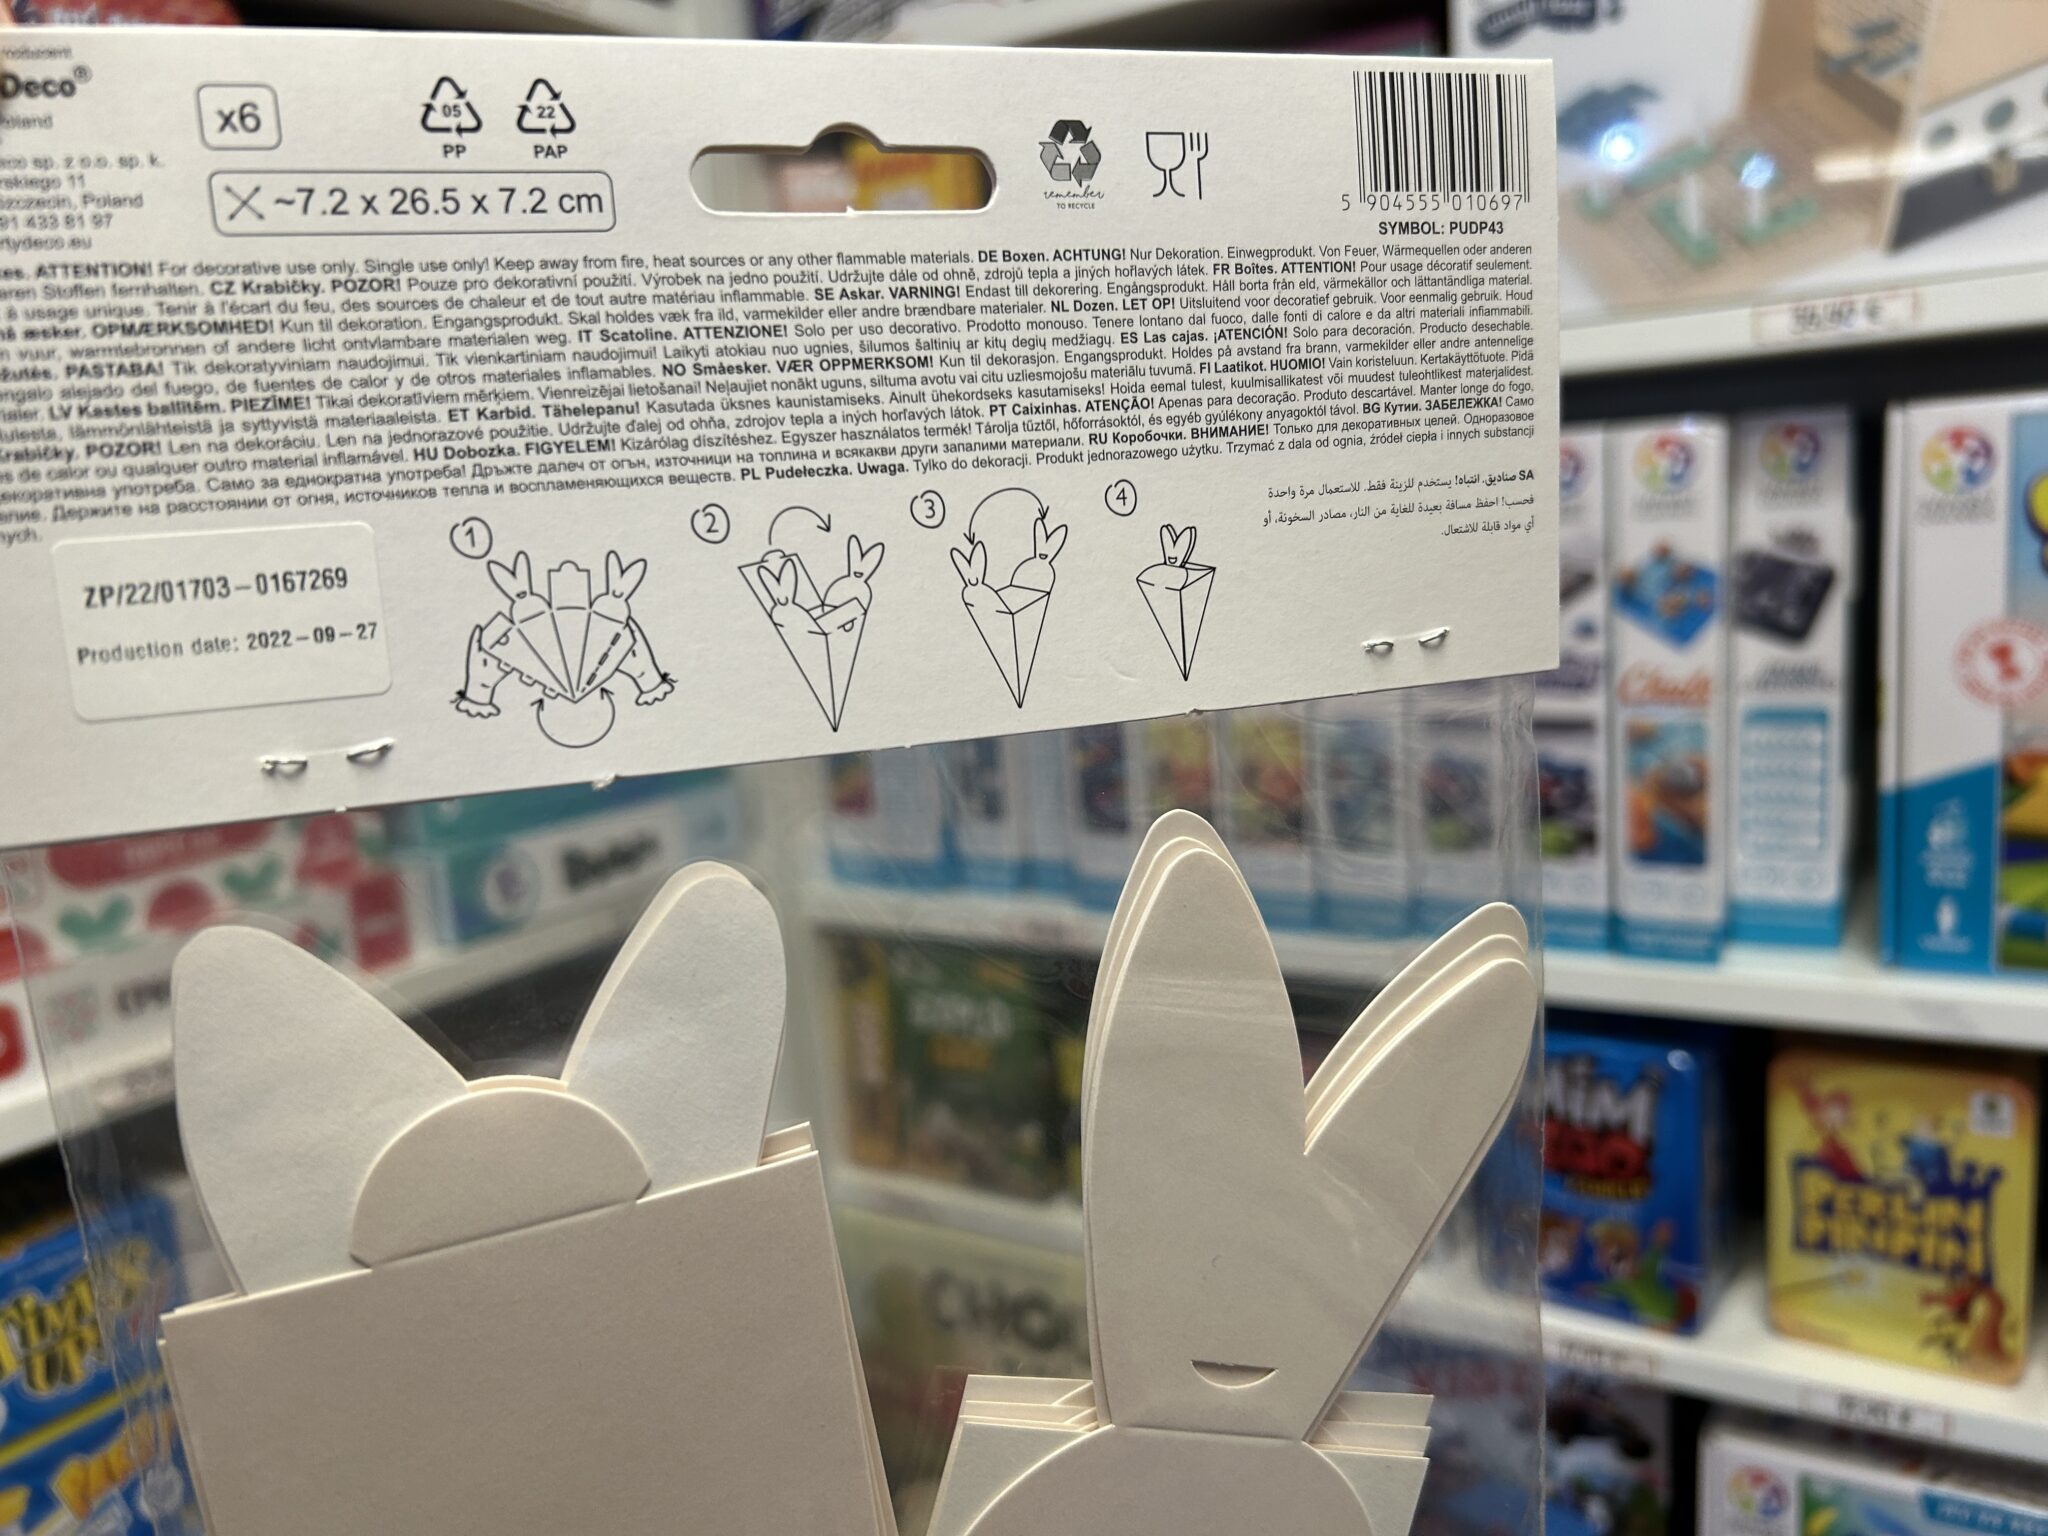 Deco®
Poland
x6
05
PP
22
PAP
~7.2 x 26.5 x 7.2 cm
sp. z o.o. sp. k.
11
Szczecin, Poland
91 433 81 97
remember
TO RECYCLE
5 904555 010697
SYMBOL: PUDP43
ATTENTION! For decorative use only. Single use only! Keep away from fire, heat sources or any other flammable materials. DE Boxen. ACHTUNG! Nur Dekoration. Einwegprodukt. Von Feuer, Wärmequellen oder anderen
Stoffen fernhalten. CZ Krabičky. POZOR! Pouze pro dekorativní použití. Výrobek na jedno použití. Udržujte dále od ohně, zdrojů tepla a jiných hořlavých látek. FR Boîtes. ATTENTION! Pour usage décoratif seulement.
à usage unique. Tenir à l'écart du feu, des sources de chaleur et de tout autre matériau inflammable. SE Askar. VARNING! Endast till dekorering. Engångsprodukt. Håll borta från eld, värmekällor och lättantändliga material.
æsker. OPMÆRKSOMHED! Kun til dekoration. Engangsprodukt. Skal holdes væk fra ild, varmekilder eller andre brændbare materialer. NL Dozen. LET OP! Uitsluitend voor decoratief gebruik. Voor eenmalig gebruik. Houd
vuur, warmtebronnen of andere licht ontvlambare materialen weg. IT Scatoline. ATTENZIONE! Solo per uso decorativo. Prodotto monouso. Tenere lontano dal fuoco, dalle fonti di calore e da altri materiali infiammabili.
PASTABA! Tik dekoratyviniam naudojimui. Tik vienkartiniam naudojimui! Laikyti atokiau nuo ugnies, šilumos šaltinių ar kitų degių medžiagų. ES Las cajas. ¡ATENCIÓN! Solo para decoración. Producto desechable.
alejado del fuego, de fuentes de calor y de otros materiales inflamables. NO Småesker. VÆR OPPMERKSOM! Kun til dekorasjon. Engangsprodukt. Holdes på avstand fra brann, varmekilder eller andre antennelige
LV Kastes ballītēm. PIEZĪME! Tikai dekoratīviem mērķiem. Vienreizējai lietošanai! Neļaujiet nonākt uguns, siltuma avotu vai citu uzliesmojošu materiālu tuvumā. FI Laatikot. HUOMIO! Vain koristeluun. Kertakäyttötuote. Pidä
tulesta, lämmönlähteistä ja syttyvistä materiaaleista. ET Karbid. Tähelepanu! Kasutada üksnes kaunistamiseks. Ainult ühekordseks kasutamiseks! Hoida eemal tulest, kuumisallikatest või muudest tuleohtlikest materjalidest.
Krabičky. POZOR! Len na dekoráciu. Len na jednorazové použitie. Udržujte ďalej od ohňa, zdrojov tepla a iných horľavých látok. PT Caixinhas. ATENÇÃO! Apenas para decoração. Produto descartável. Manter longe do fogo,
de calor ou qualquer outro material inflamável. HU Dobozka. FIGYELEM! Kizárólag díszítéshez. Egyszer használatos termék! Tárolja tűztől, hőforrásoktól, és egyéb gyúlékony anyagoktól távol. BG Кутии. ЗАБЕЛЕЖКА! Само
декоративна употреба. Само за еднократна употреба! Дръжте далеч от огън, източници на топлина и всякакви други запалими материали. RU Коробочки. ВНИМАНИЕ! Только для декоративных целей. Одноразовое
Держите на расстоянии от огня, источников тепла и воспламеняющихся веществ. PL Pudełeczka. Uwaga. Tylko do dekoracji. Produkt jednorazowego użytku. Trzymać z dala od ognia, źródeł ciepła i innych substancji
SA صناديق. انتباه! يستخدم للزينة فقط. للاستعمال مرة واحدة
فحسب! احفظ مسافة بعيدة للغاية من النار، مصادر السخونة، أو
أي مواد قابلة للاشتعال.
ZP/22/01703-0167269
Production date: 2022-09-27
1
2
3
4
PERLIN
PINPIN